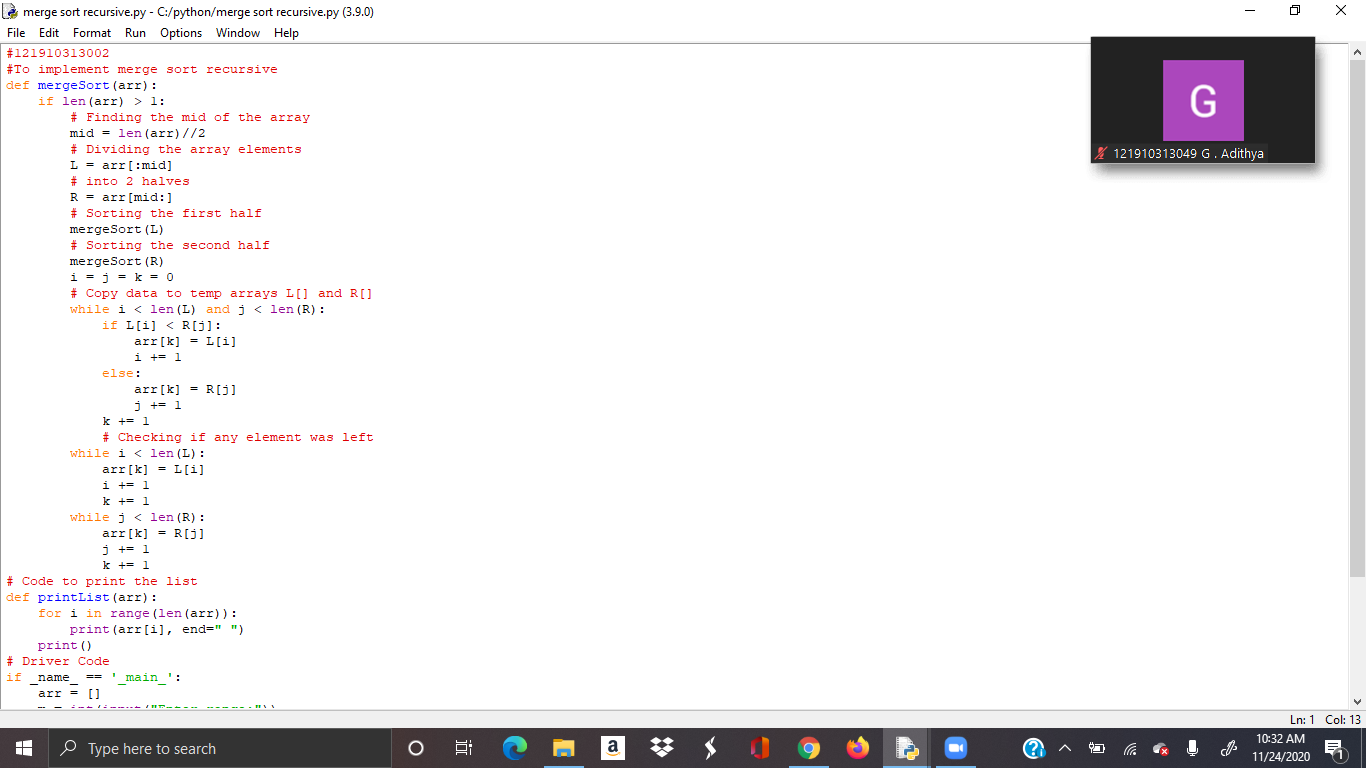 merge sort recursive.py - C:/python/merge sort recursive.py (3.9.0)
File Edit Format Run Options Window Help
#121910313002
#To implement merge sort recursive
def mergeSort(arr):
    if len(arr) > 1:
        # Finding the mid of the array
        mid = len(arr)//2
        # Dividing the array elements
        L = arr[:mid]
        # into 2 halves
        R = arr[mid:]
        # Sorting the first half
        mergeSort(L)
        # Sorting the second half
        mergeSort(R)
        i = j = k = 0
        # Copy data to temp arrays L[] and R[]
        while i < len(L) and j < len(R):
            if L[i] < R[j]:
                arr[k] = L[i]
                i += 1
            else:
                arr[k] = R[j]
                j += 1
            k += 1
            # Checking if any element was left
        while i < len(L):
            arr[k] = L[i]
            i += 1
            k += 1
        while j < len(R):
            arr[k] = R[j]
            j += 1
            k += 1
# Code to print the list
def printList(arr):
    for i in range(len(arr)):
        print(arr[i], end=" ")
    print()
# Driver Code
if _name_ == '_main_':
    arr = []
G
121910313049 G . Adithya
Ln: 1 Col: 13
Type here to search
a
10:32 AM
11/24/2020
1